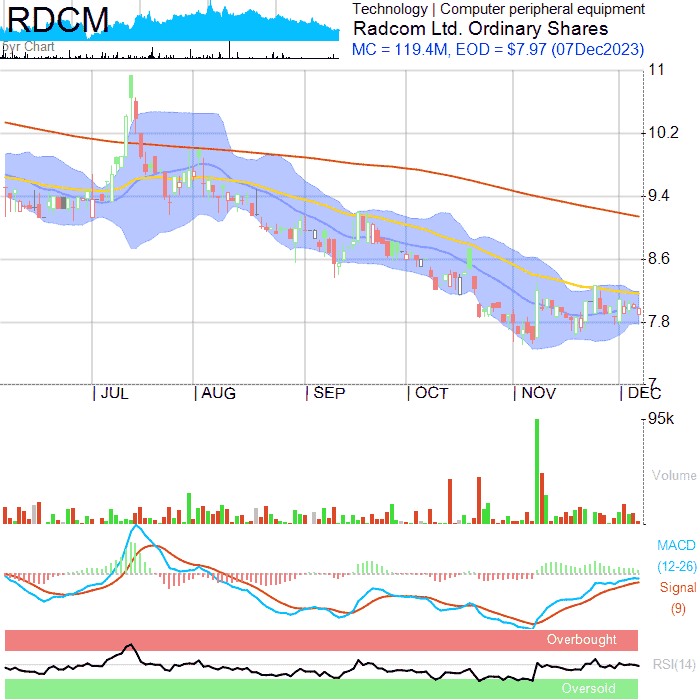 RDCM
5yr Chart
Technology | Computer peripheral equipment
Radcom Ltd. Ordinary Shares
MC = 119.4M, EOD = $7.97 (07Dec2023)
11
10.2
9.4
8.6
7.8
7
JUL AUG SEP OCT NOV DEC
95k
Volume
MACD
(12-26)
Signal
(9)
Overbought
RSI(14)
Oversold